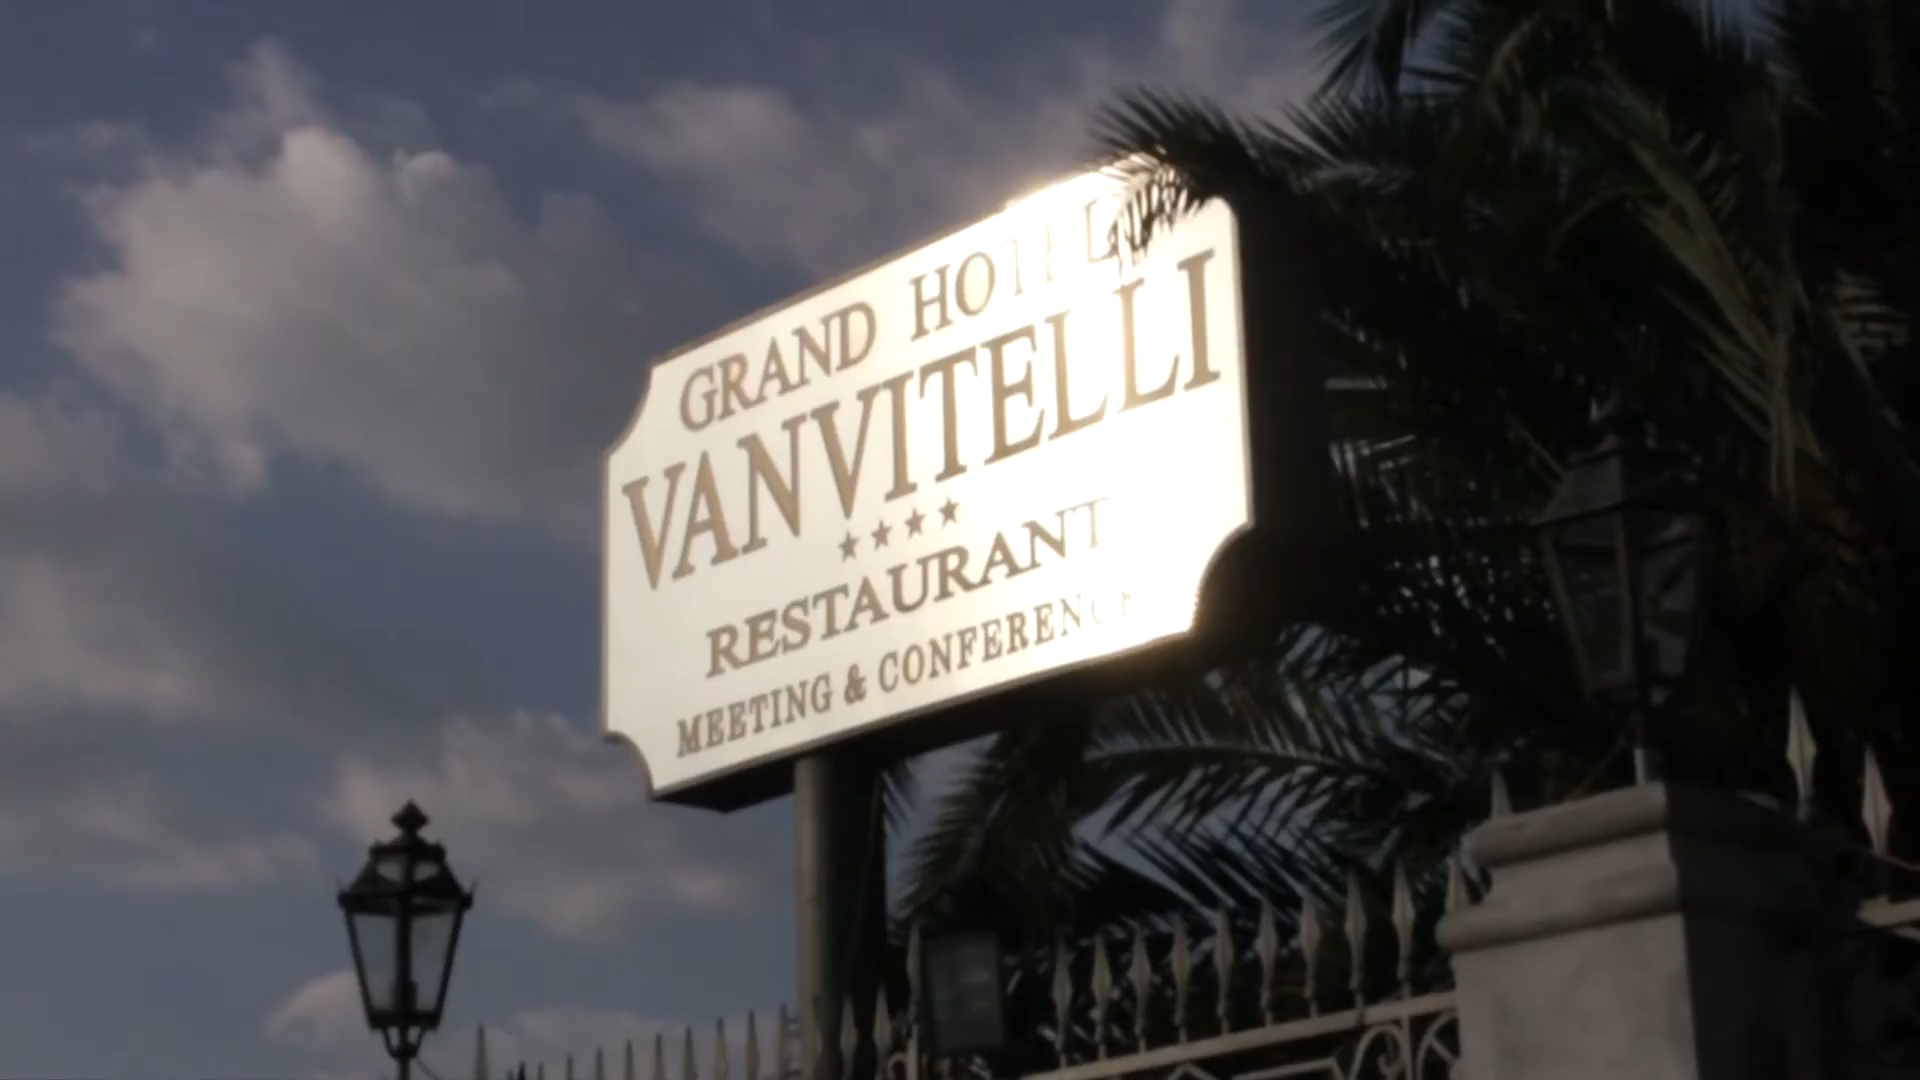 GRAND HOTEL
VANVITELLI
★★★★
RESTAURANT
MEETING & CONFERENCE